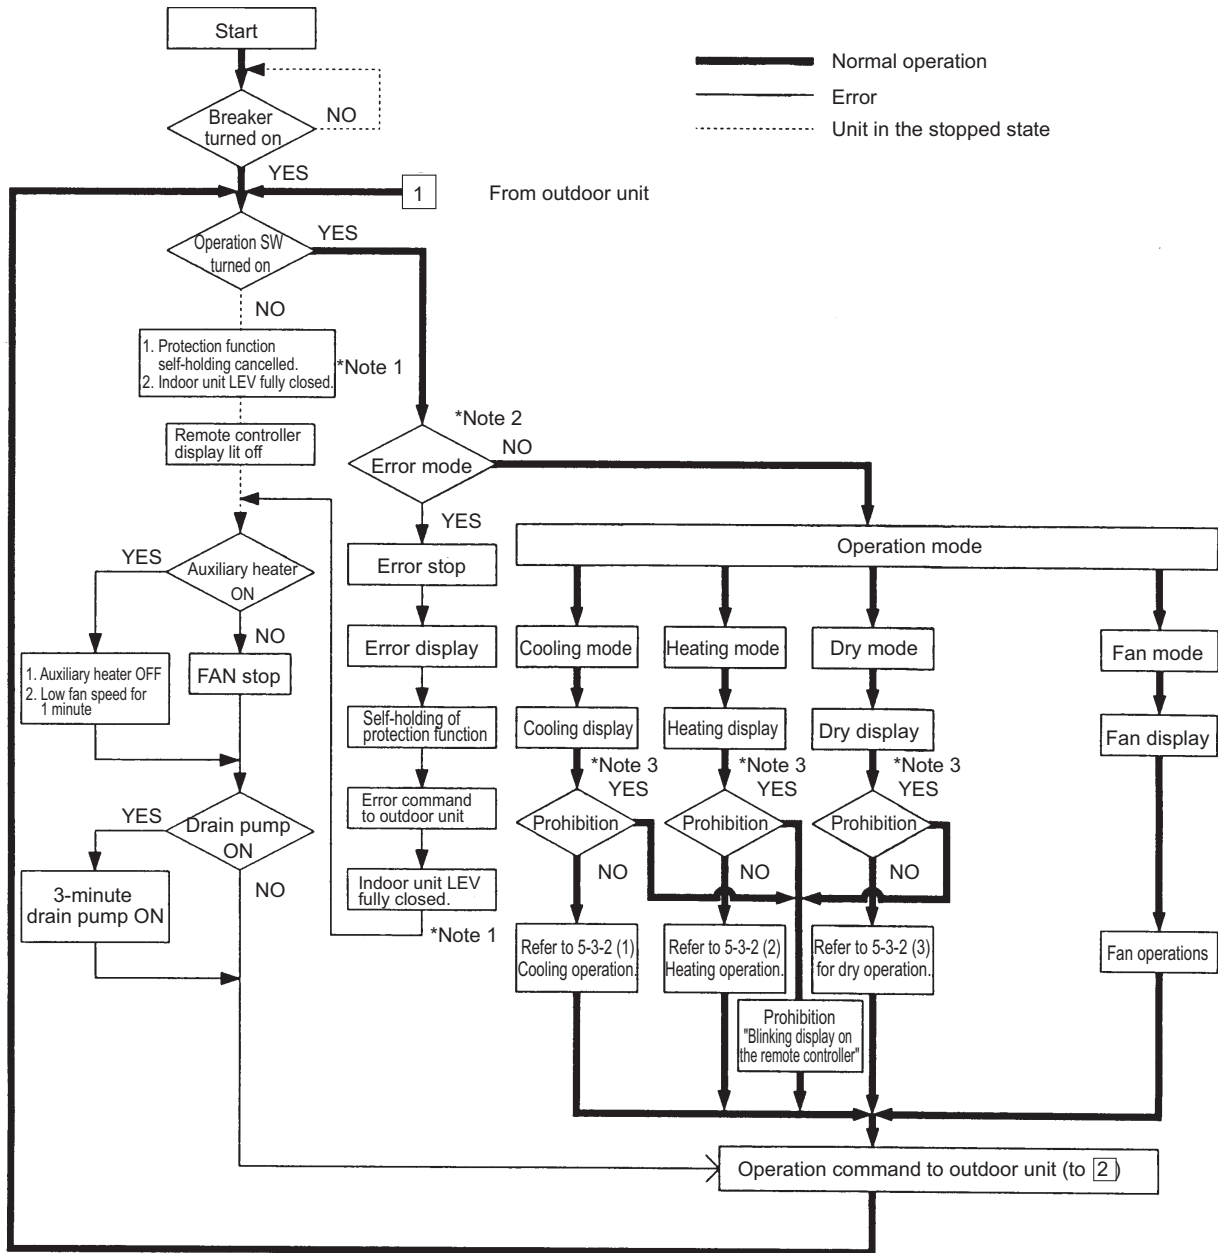 Start
Normal operation
Error
Unit in the stopped state
Breaker
turned on
NO
YES
1
From outdoor unit
Operation SW
turned on
YES
NO
1. Protection function
self-holding cancelled.
2. Indoor unit LEV fully closed.
*Note 1
Remote controller
display lit off
*Note 2
Error mode
NO
YES
Operation mode
YES
Auxiliary heater
ON
NO
1. Auxiliary heater OFF
2. Low fan speed for
1 minute
FAN stop
YES
Drain pump
ON
NO
3-minute
drain pump ON
Error stop
Error display
Self-holding of
protection function
Error command
to outdoor unit
Indoor unit LEV
fully closed.
*Note 1
Cooling mode
Heating mode
Dry mode
Fan mode
Cooling display
Heating display
Dry display
Fan display
*Note 3
YES
*Note 3
YES
*Note 3
YES
Prohibition
Prohibition
Prohibition
NO
NO
NO
Refer to 5-3-2 (1)
Cooling operation.
Refer to 5-3-2 (2)
Heating operation.
Refer to 5-3-2 (3)
for dry operation.
Fan operations
Prohibition
"Blinking display on
the remote controller"
Operation command to outdoor unit (to 2)